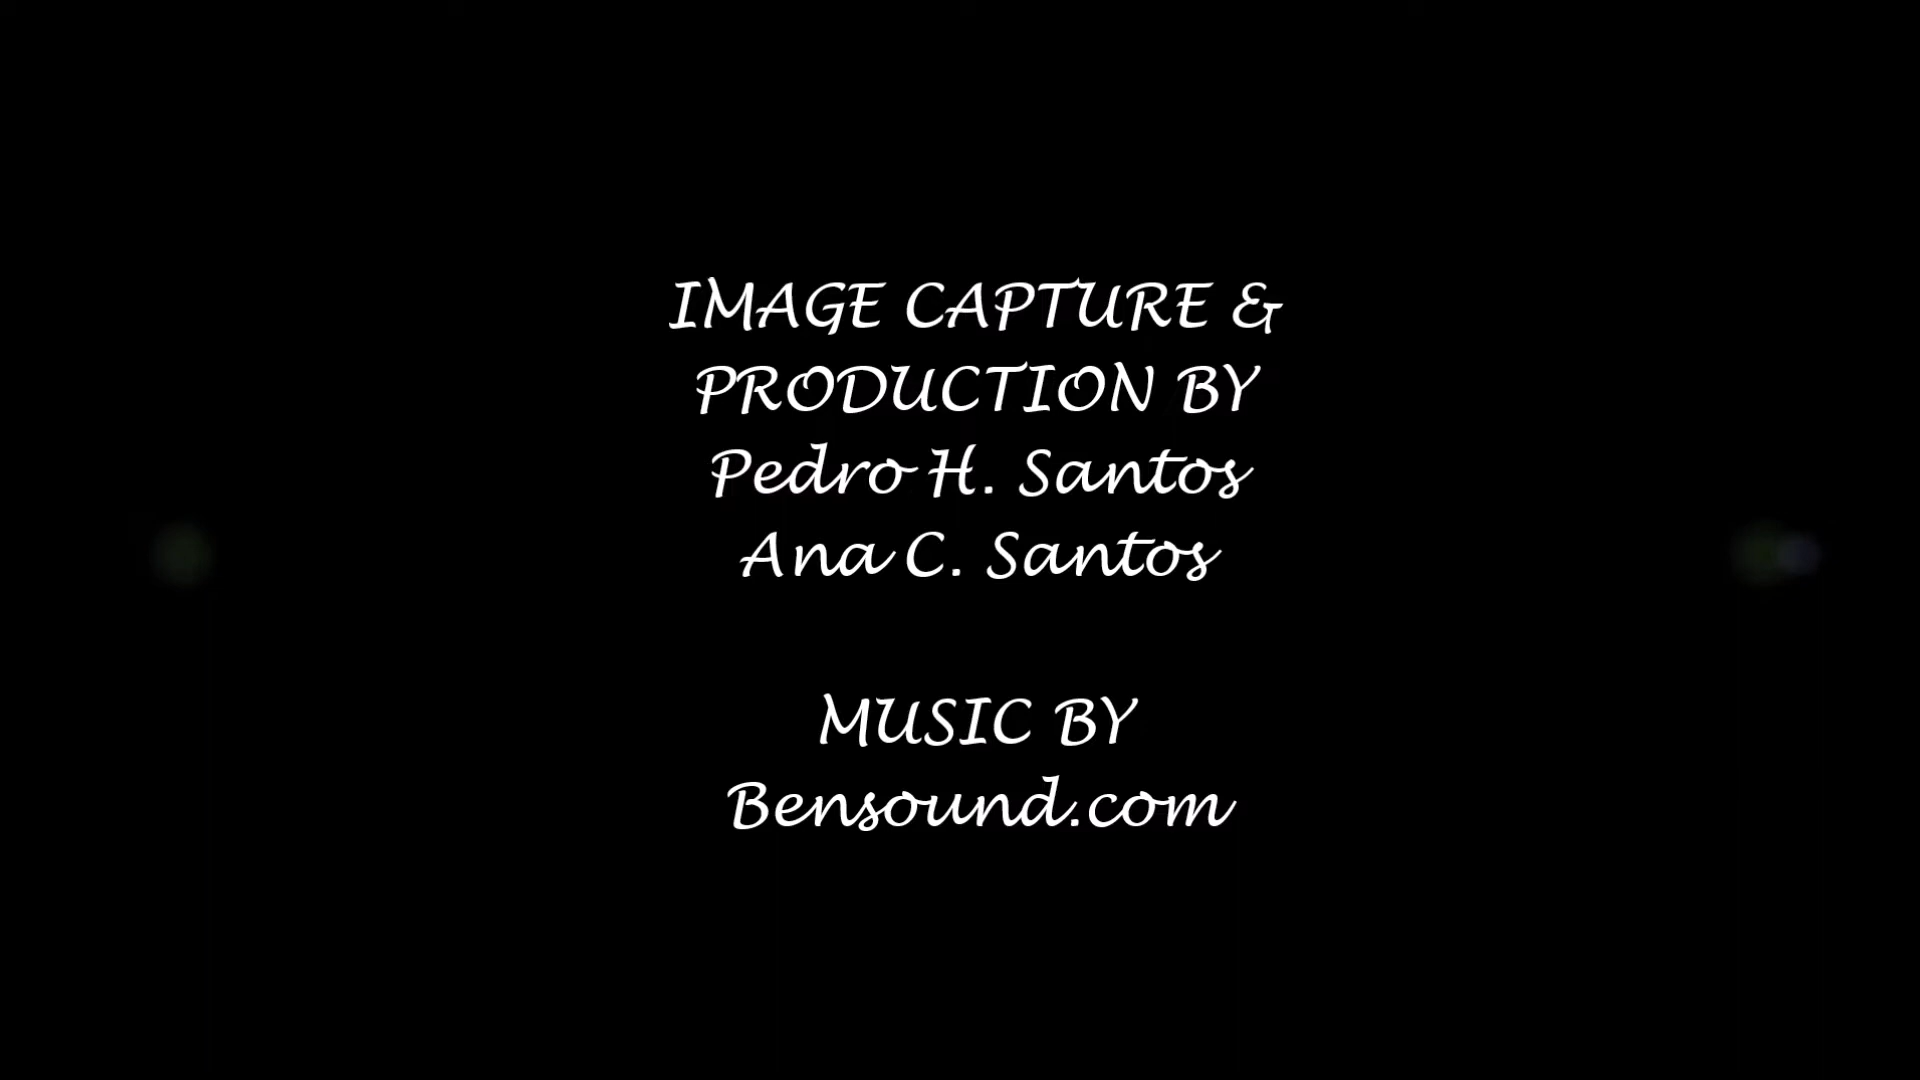 IMAGE CAPTURE &
PRODUCTION BY
Pedro H. Santos
Ana C. Santos
MUSIC BY
Bensound.com